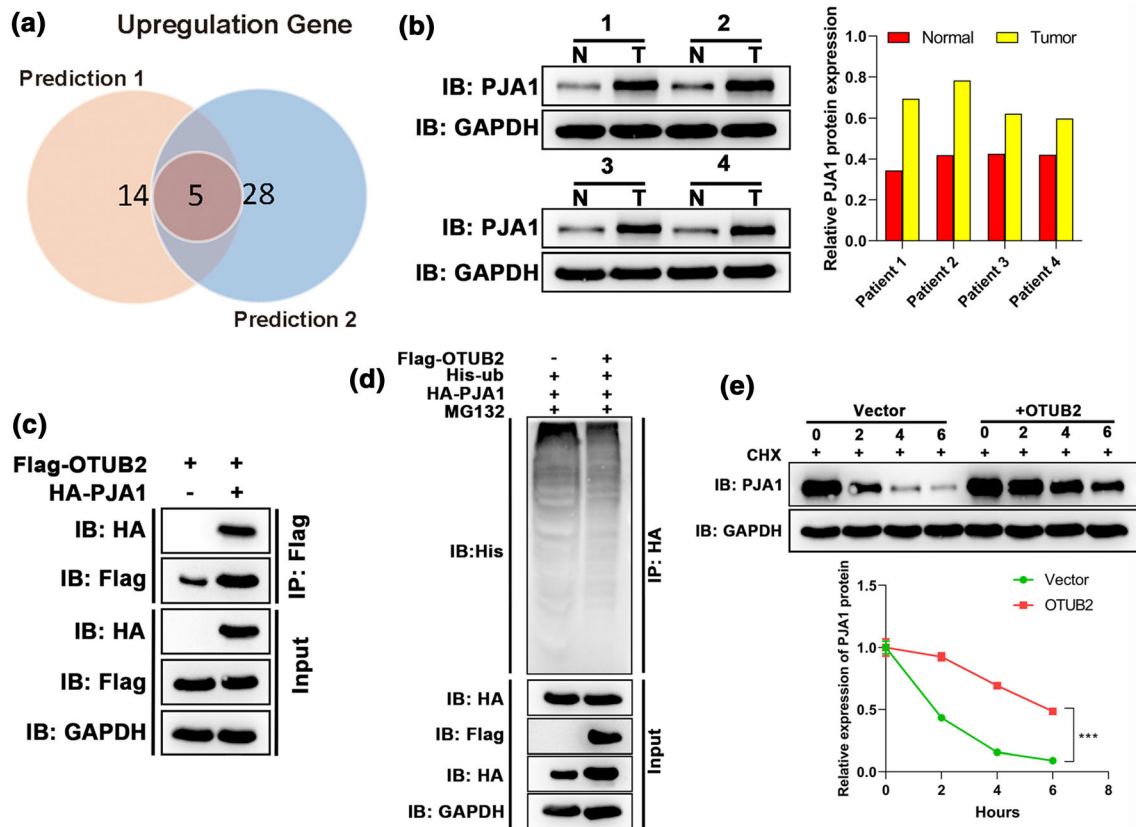 (a)
Upregulation Gene
Prediction 1
14 5 28
Prediction 2
(b)
1 2
N T N T
IB: PJA1
IB: GAPDH
3 4
N T N T
IB: PJA1
IB: GAPDH
Normal Tumor
Relative PJA1 protein expression
1.0
0.8
0.6
0.4
0.2
0.0
Patient 1 Patient 2 Patient 3 Patient 4
(c)
Flag-OTUB2 + +
HA-PJA1 - +
IB: HA
IB: Flag
IP: Flag
IB: HA
IB: Flag
IB: GAPDH
Input
(d)
Flag-OTUB2 - +
His-ub + +
HA-PJA1 + +
MG132 + +
IB:His
IP: HA
IB: HA
IB: Flag
IB: HA
IB: GAPDH
Input
(e)
Vector +OTUB2
0 2 4 6 0 2 4 6
CHX + + + + + + + +
IB: PJA1
IB: GAPDH
Relative expression of PJA1 protein
1.5
1.0
0.5
0.0
Vector
OTUB2
***
0 2 4 6 8
Hours